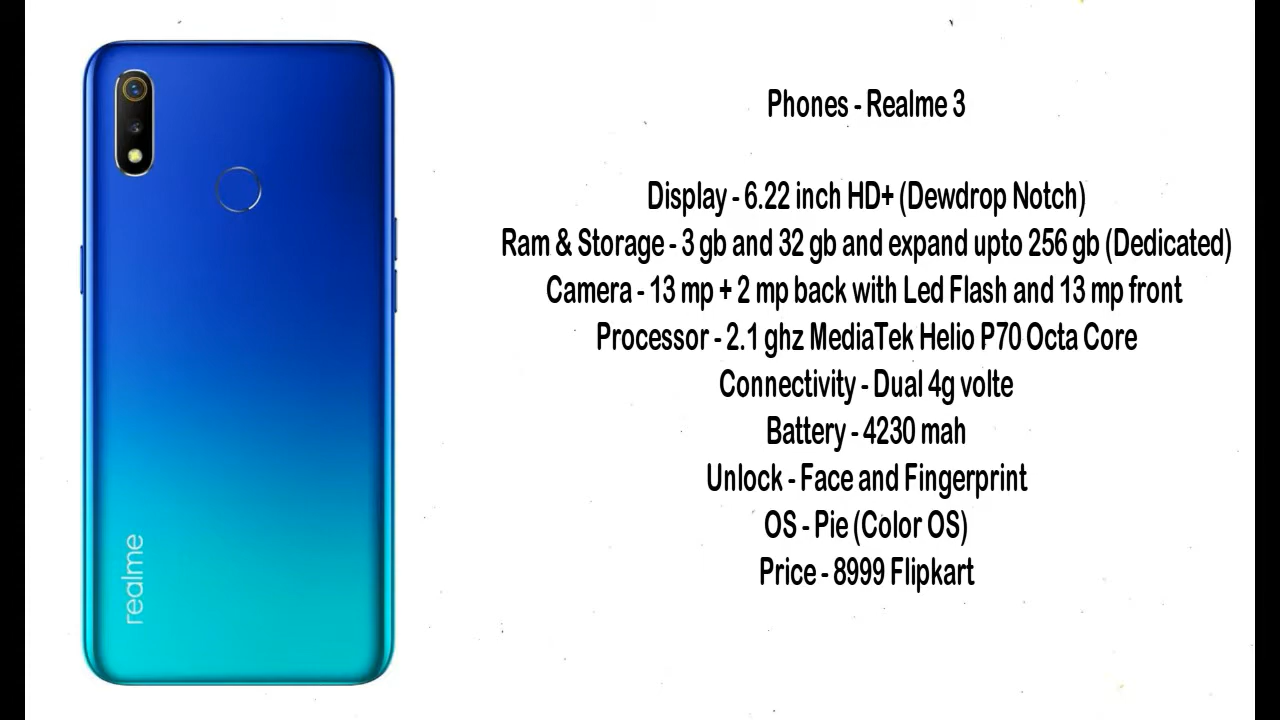 realme
Phones - Realme 3
Display - 6.22 inch HD+ (Dewdrop Notch)
Ram & Storage - 3 gb and 32 gb and expand upto 256 gb (Dedicated)
Camera - 13 mp + 2 mp back with Led Flash and 13 mp front
Processor - 2.1 ghz MediaTek Helio P70 Octa Core
Connectivity - Dual 4g volte
Battery - 4230 mah
Unlock - Face and Fingerprint
OS - Pie (Color OS)
Price - 8999 Flipkart